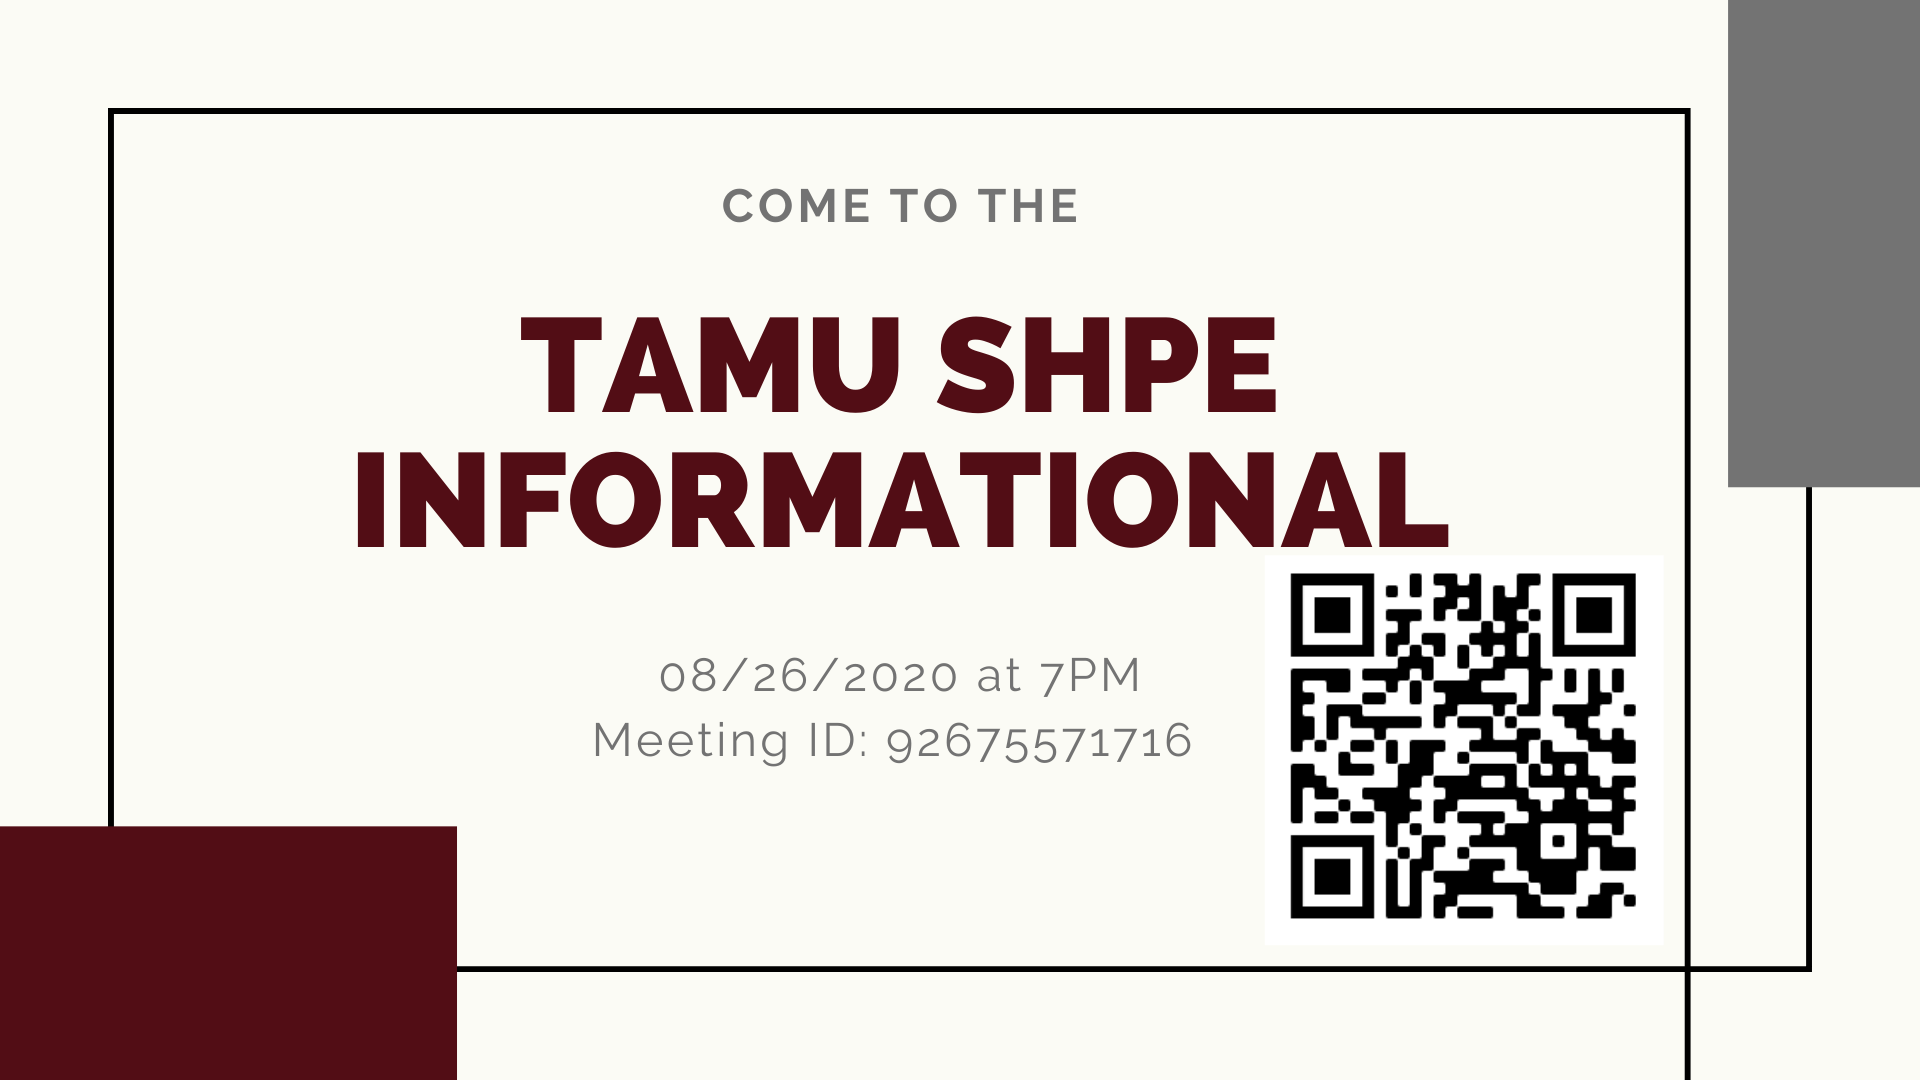 COME TO THE
TAMU SHPE
INFORMATIONAL
08/26/2020 at 7PM
Meeting ID: 92675571716